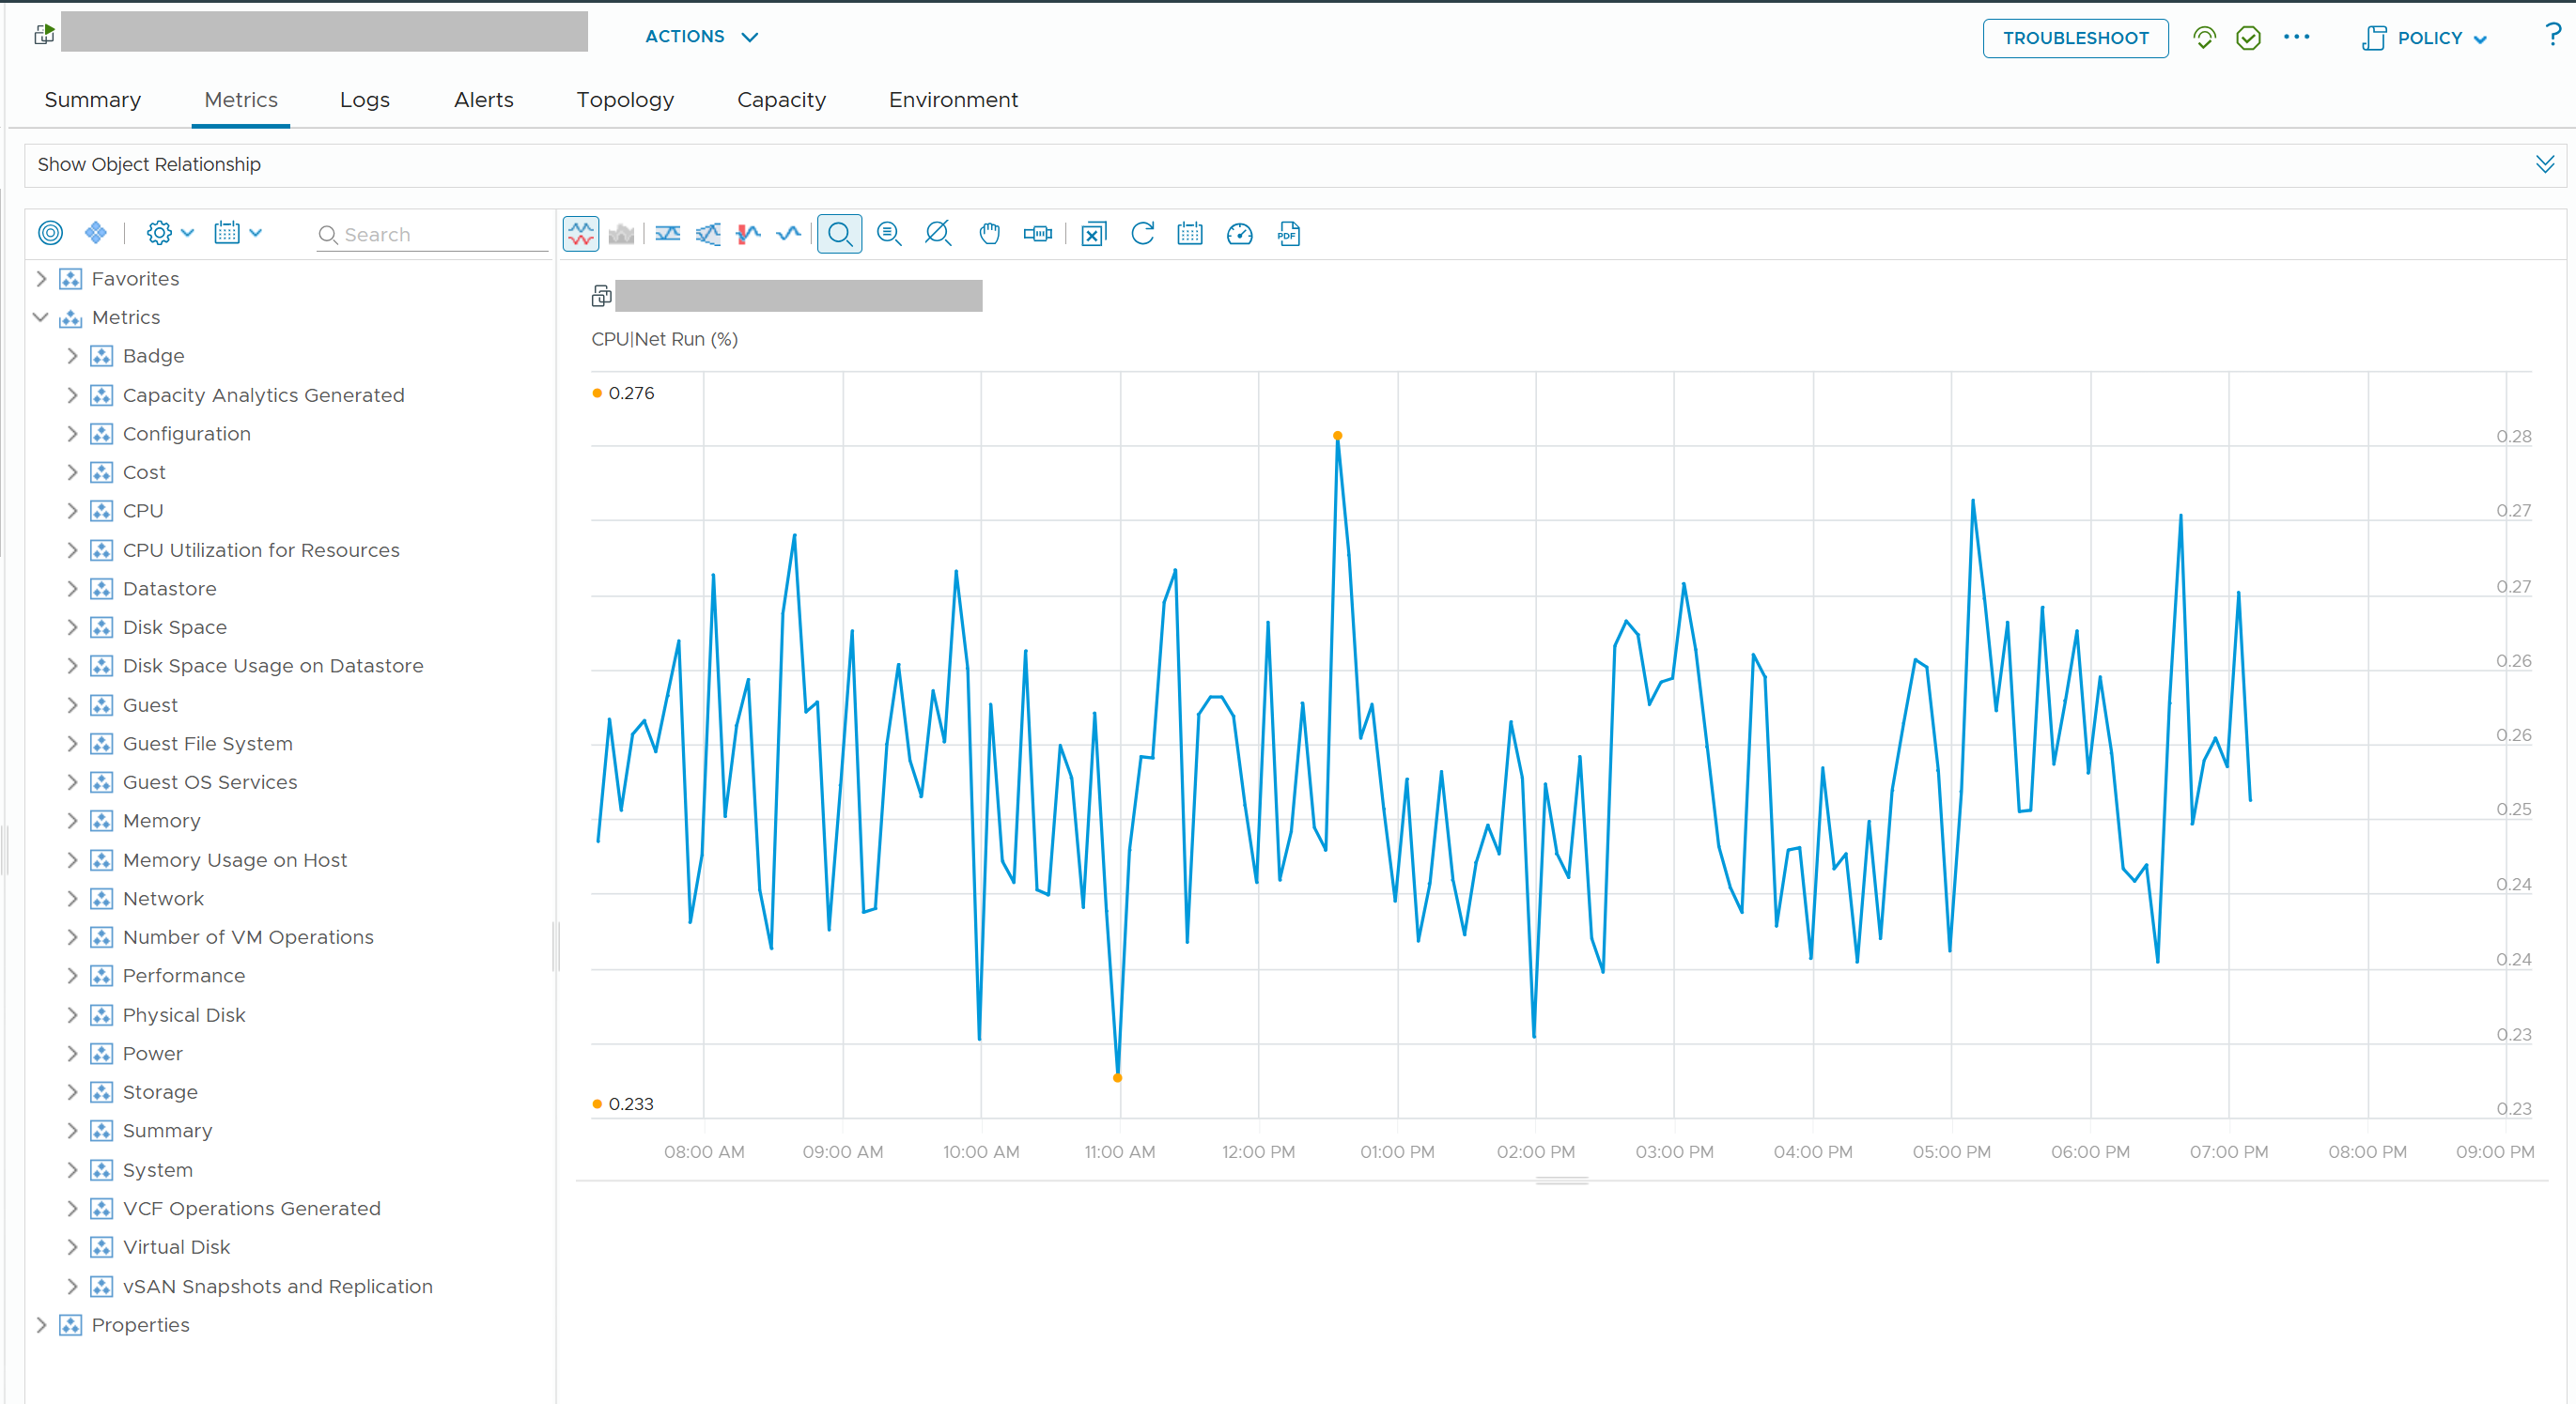 ACTIONS
TROUBLESHOOT
POLICY
?
Summary Metrics Logs Alerts Topology Capacity Environment
Show Object Relationship
Search
PDF
Favorites
Metrics
Badge
Capacity Analytics Generated
Configuration
Cost
CPU
CPU Utilization for Resources
Datastore
Disk Space
Disk Space Usage on Datastore
Guest
Guest File System
Guest OS Services
Memory
Memory Usage on Host
Network
Number of VM Operations
Performance
Physical Disk
Power
Storage
Summary
System
VCF Operations Generated
Virtual Disk
vSAN Snapshots and Replication
Properties
CPU|Net Run (%)
0.276
0.28
0.27
0.27
0.26
0.26
0.25
0.24
0.24
0.23
0.233
0.23
08:00 AM 09:00 AM 10:00 AM 11:00 AM 12:00 PM 01:00 PM 02:00 PM 03:00 PM 04:00 PM 05:00 PM 06:00 PM 07:00 PM 08:00 PM 09:00 PM